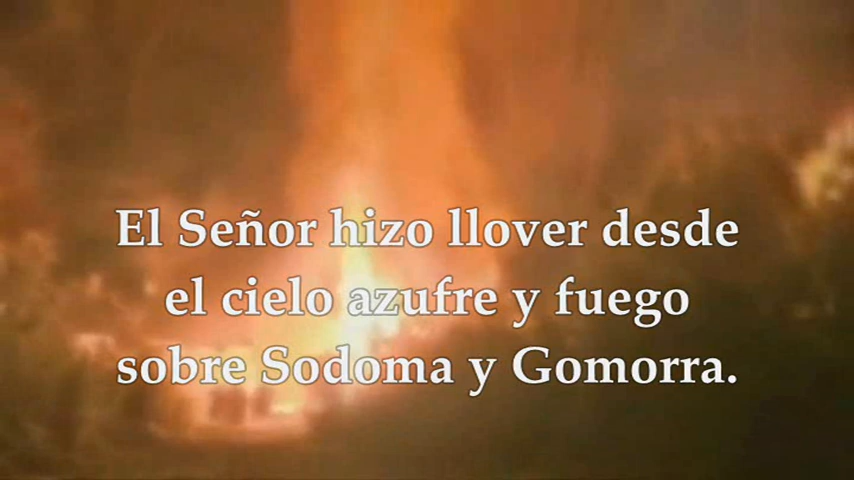 El Señor hizo llover desde
el cielo azufre y fuego
sobre Sodoma y Gomorra.